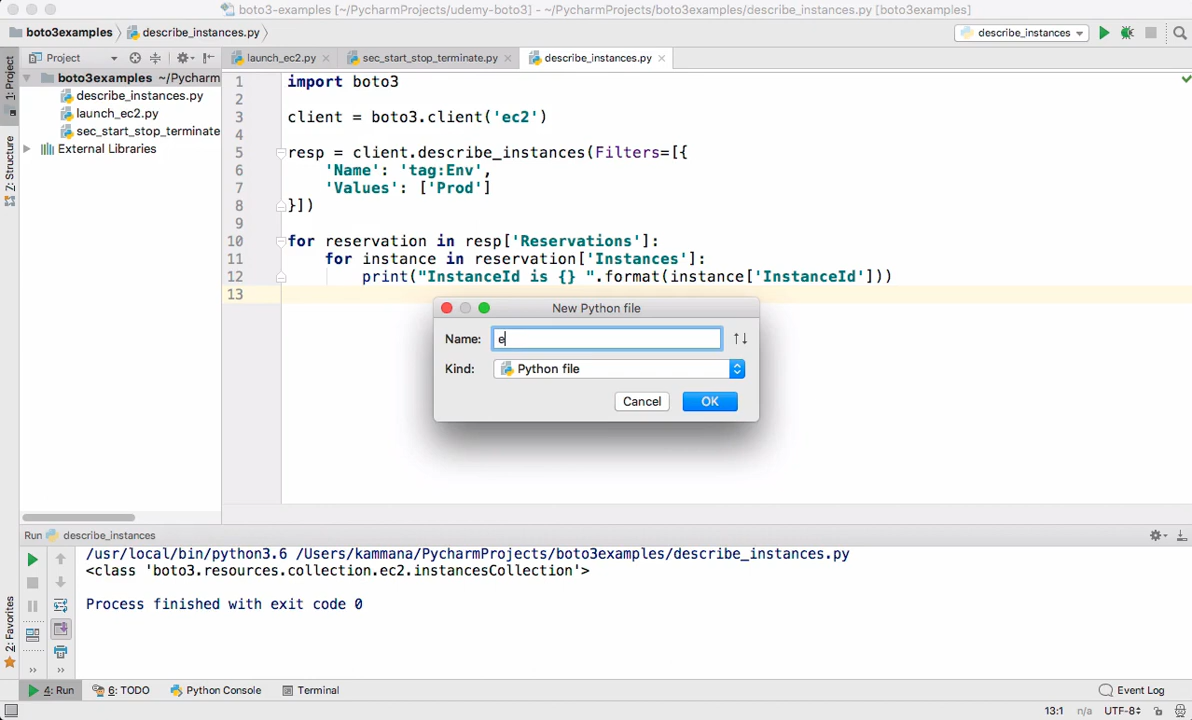 boto3-examples [~/PycharmProjects/udemy-boto3] - ~/PycharmProjects/boto3examples/describe_instances.py [boto3examples]
boto3examples describe_instances.py describe_instances
1: Project
7: Structure
2: Favorites
Project
launch_ec2.py sec_start_stop_terminate.py describe_instances.py
boto3examples ~/Pycharm
describe_instances.py
launch_ec2.py
sec_start_stop_terminate
External Libraries
1 import boto3
2
3 client = boto3.client('ec2')
4
5 resp = client.describe_instances(Filters=[{
6 'Name': 'tag:Env',
7 'Values': ['Prod']
8 }])
9
10 for reservation in resp['Reservations']:
11 for instance in reservation['Instances']:
12 print("InstanceId is {} ".format(instance['InstanceId']))
13
New Python file
Name: e
Kind: Python file
Cancel OK
Run describe_instances
/usr/local/bin/python3.6 /Users/kammana/PycharmProjects/boto3examples/describe_instances.py
<class 'boto3.resources.collection.ec2.instancesCollection'>
Process finished with exit code 0
4: Run 6: TODO Python Console Terminal Event Log
13:1 n/a UTF-8